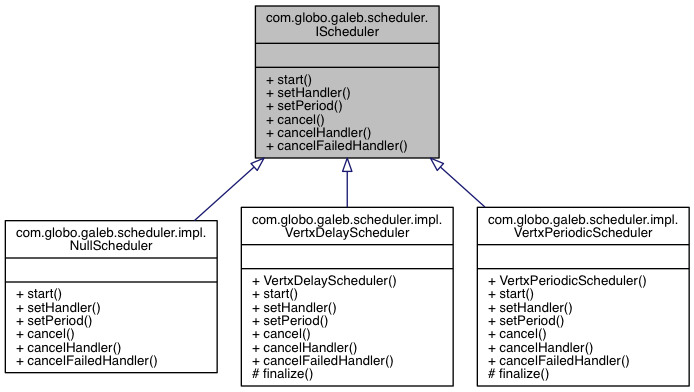 com.globo.galeb.scheduler.
IScheduler
+ start()
+ setHandler()
+ setPeriod()
+ cancel()
+ cancelHandler()
+ cancelFailedHandler()
com.globo.galeb.scheduler.impl.
NullScheduler
+ start()
+ setHandler()
+ setPeriod()
+ cancel()
+ cancelHandler()
+ cancelFailedHandler()
com.globo.galeb.scheduler.impl.
VertxDelayScheduler
+ VertxDelayScheduler()
+ start()
+ setHandler()
+ setPeriod()
+ cancel()
+ cancelHandler()
+ cancelFailedHandler()
# finalize()
com.globo.galeb.scheduler.impl.
VertxPeriodicScheduler
+ VertxPeriodicScheduler()
+ start()
+ setHandler()
+ setPeriod()
+ cancel()
+ cancelHandler()
+ cancelFailedHandler()
# finalize()